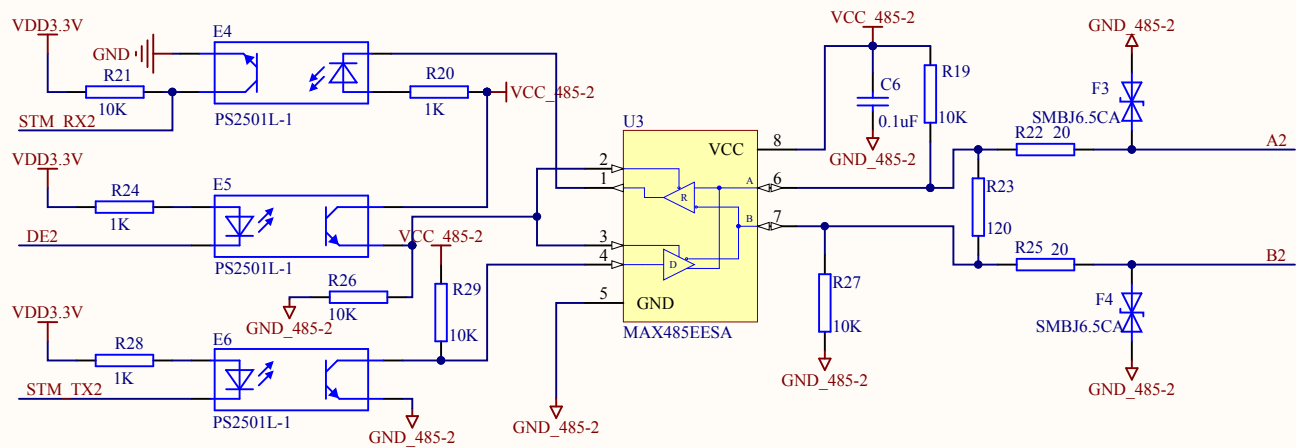 VDD3.3V
GND
R21
10K
STM_RX2
E4
PS2501L-1
R20
1K
VCC_485-2
VDD3.3V
R24
1K
DE2
E5
PS2501L-1
VCC_485-2
R26
10K
GND_485-2
R29
10K
VDD3.3V
R28
1K
STM_TX2
E6
PS2501L-1
GND_485-2
GND_485-2
U3
VCC
GND
MAX485EESA
2
1
3
4
5
8
6
7
A
B
R
D
VCC_485-2
C6
0.1uF
GND_485-2
R19
10K
R27
10K
GND_485-2
R23
120
R22 20
R25 20
GND_485-2
F3
SMBJ6.5CA
A2
B2
F4
SMBJ6.5CA
GND_485-2